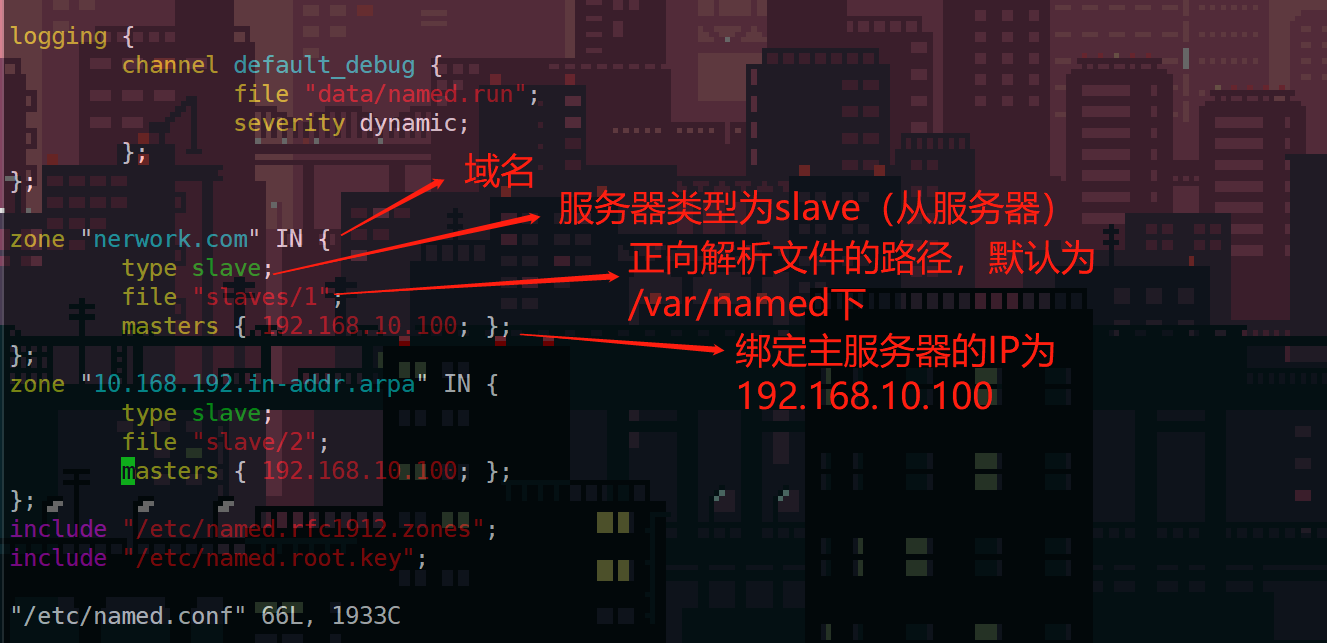 logging {
channel default_debug {
file "data/named.run";
severity dynamic;
};
};
域名
服务器类型为slave（从服务器）
zone "nerwork.com" IN {
type slave;
正向解析文件的路径，默认为
/var/named下
file "slaves/1";
masters { 192.168.10.100; };
绑定主服务器的IP为
192.168.10.100
};
zone "10.168.192.in-addr.arpa" IN {
type slave;
file "slave/2";
masters { 192.168.10.100; };
};
include "/etc/named.rfc1912.zones";
include "/etc/named.root.key";
"/etc/named.conf" 66L, 1933C